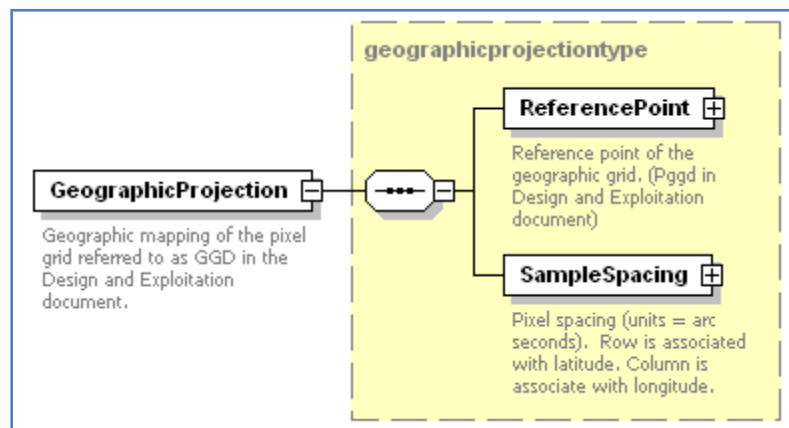 geographicprojectiontype
ReferencePoint
Reference point of the
geographic grid. (Pggd in
Design and Exploitation
document)
GeographicProjection
Geographic mapping of the pixel
grid referred to as GGD in the
Design and Exploitation
document.
SampleSpacing
Pixel spacing (units = arc
seconds).  Row is associated
with latitude. Column is
associate with longitude.